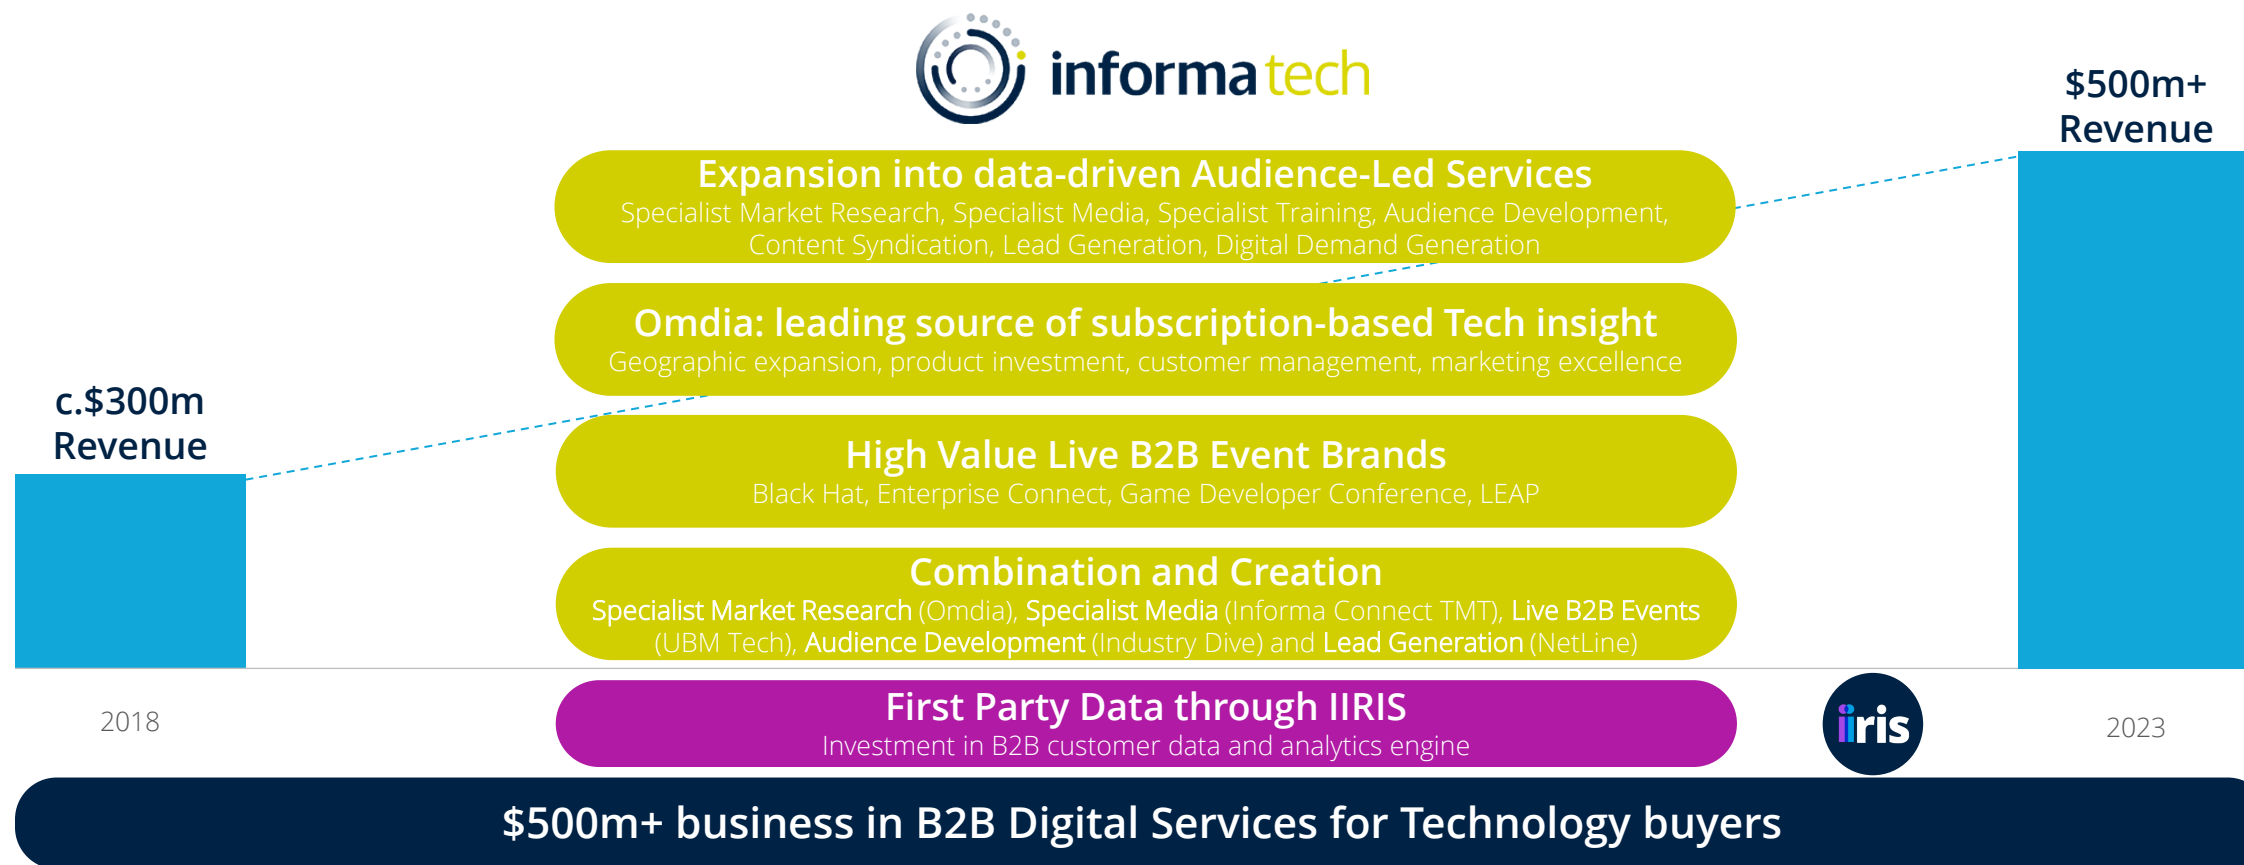 informa tech
$500m+
Revenue
Expansion into data-driven Audience-Led Services
Specialist Market Research, Specialist Media, Specialist Training, Audience Development,
Content Syndication, Lead Generation, Digital Demand Generation
Omdia: leading source of subscription-based Tech insight
Geographic expansion, product investment, customer management, marketing excellence
c.$300m
Revenue
High Value Live B2B Event Brands
Black Hat, Enterprise Connect, Game Developer Conference, LEAP
Combination and Creation
Specialist Market Research (Omdia), Specialist Media (Informa Connect TMT), Live B2B Events
(UBM Tech), Audience Development (Industry Dive) and Lead Generation (NetLine)
2018
First Party Data through IIRIS
Investment in B2B customer data and analytics engine
iiris
2023
$500m+ business in B2B Digital Services for Technology buyers